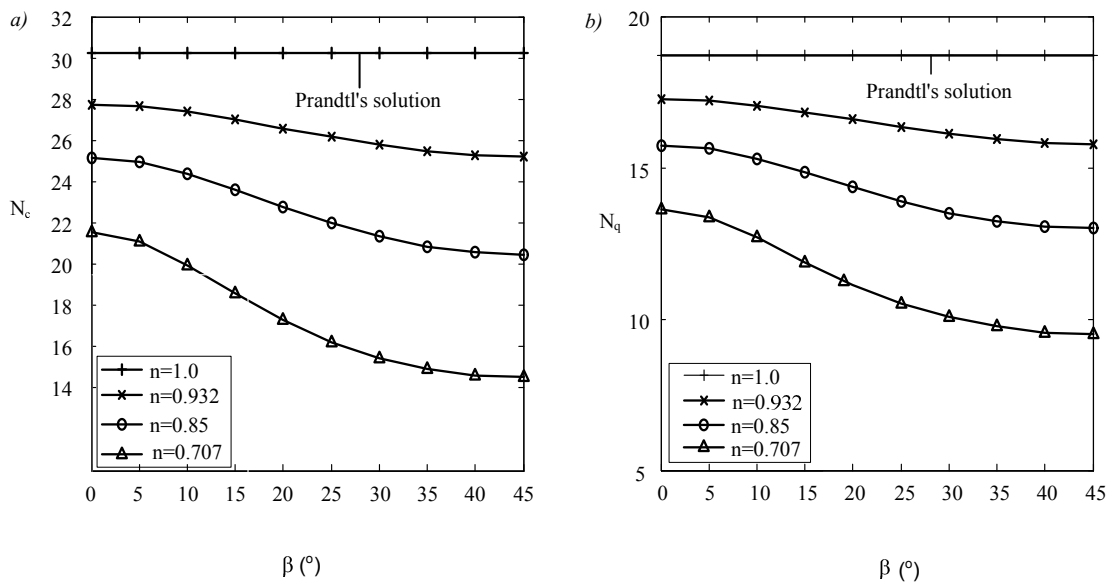 a)
32
30
28
26
24
22
20
18
16
14
N_c
Prandtl's solution
n=1.0
n=0.932
n=0.85
n=0.707
0 5 10 15 20 25 30 35 40 45
β (º)
b)
20
15
10
5
N_q
Prandtl's solution
n=1.0
n=0.932
n=0.85
n=0.707
0 5 10 15 20 25 30 35 40 45
β (º)